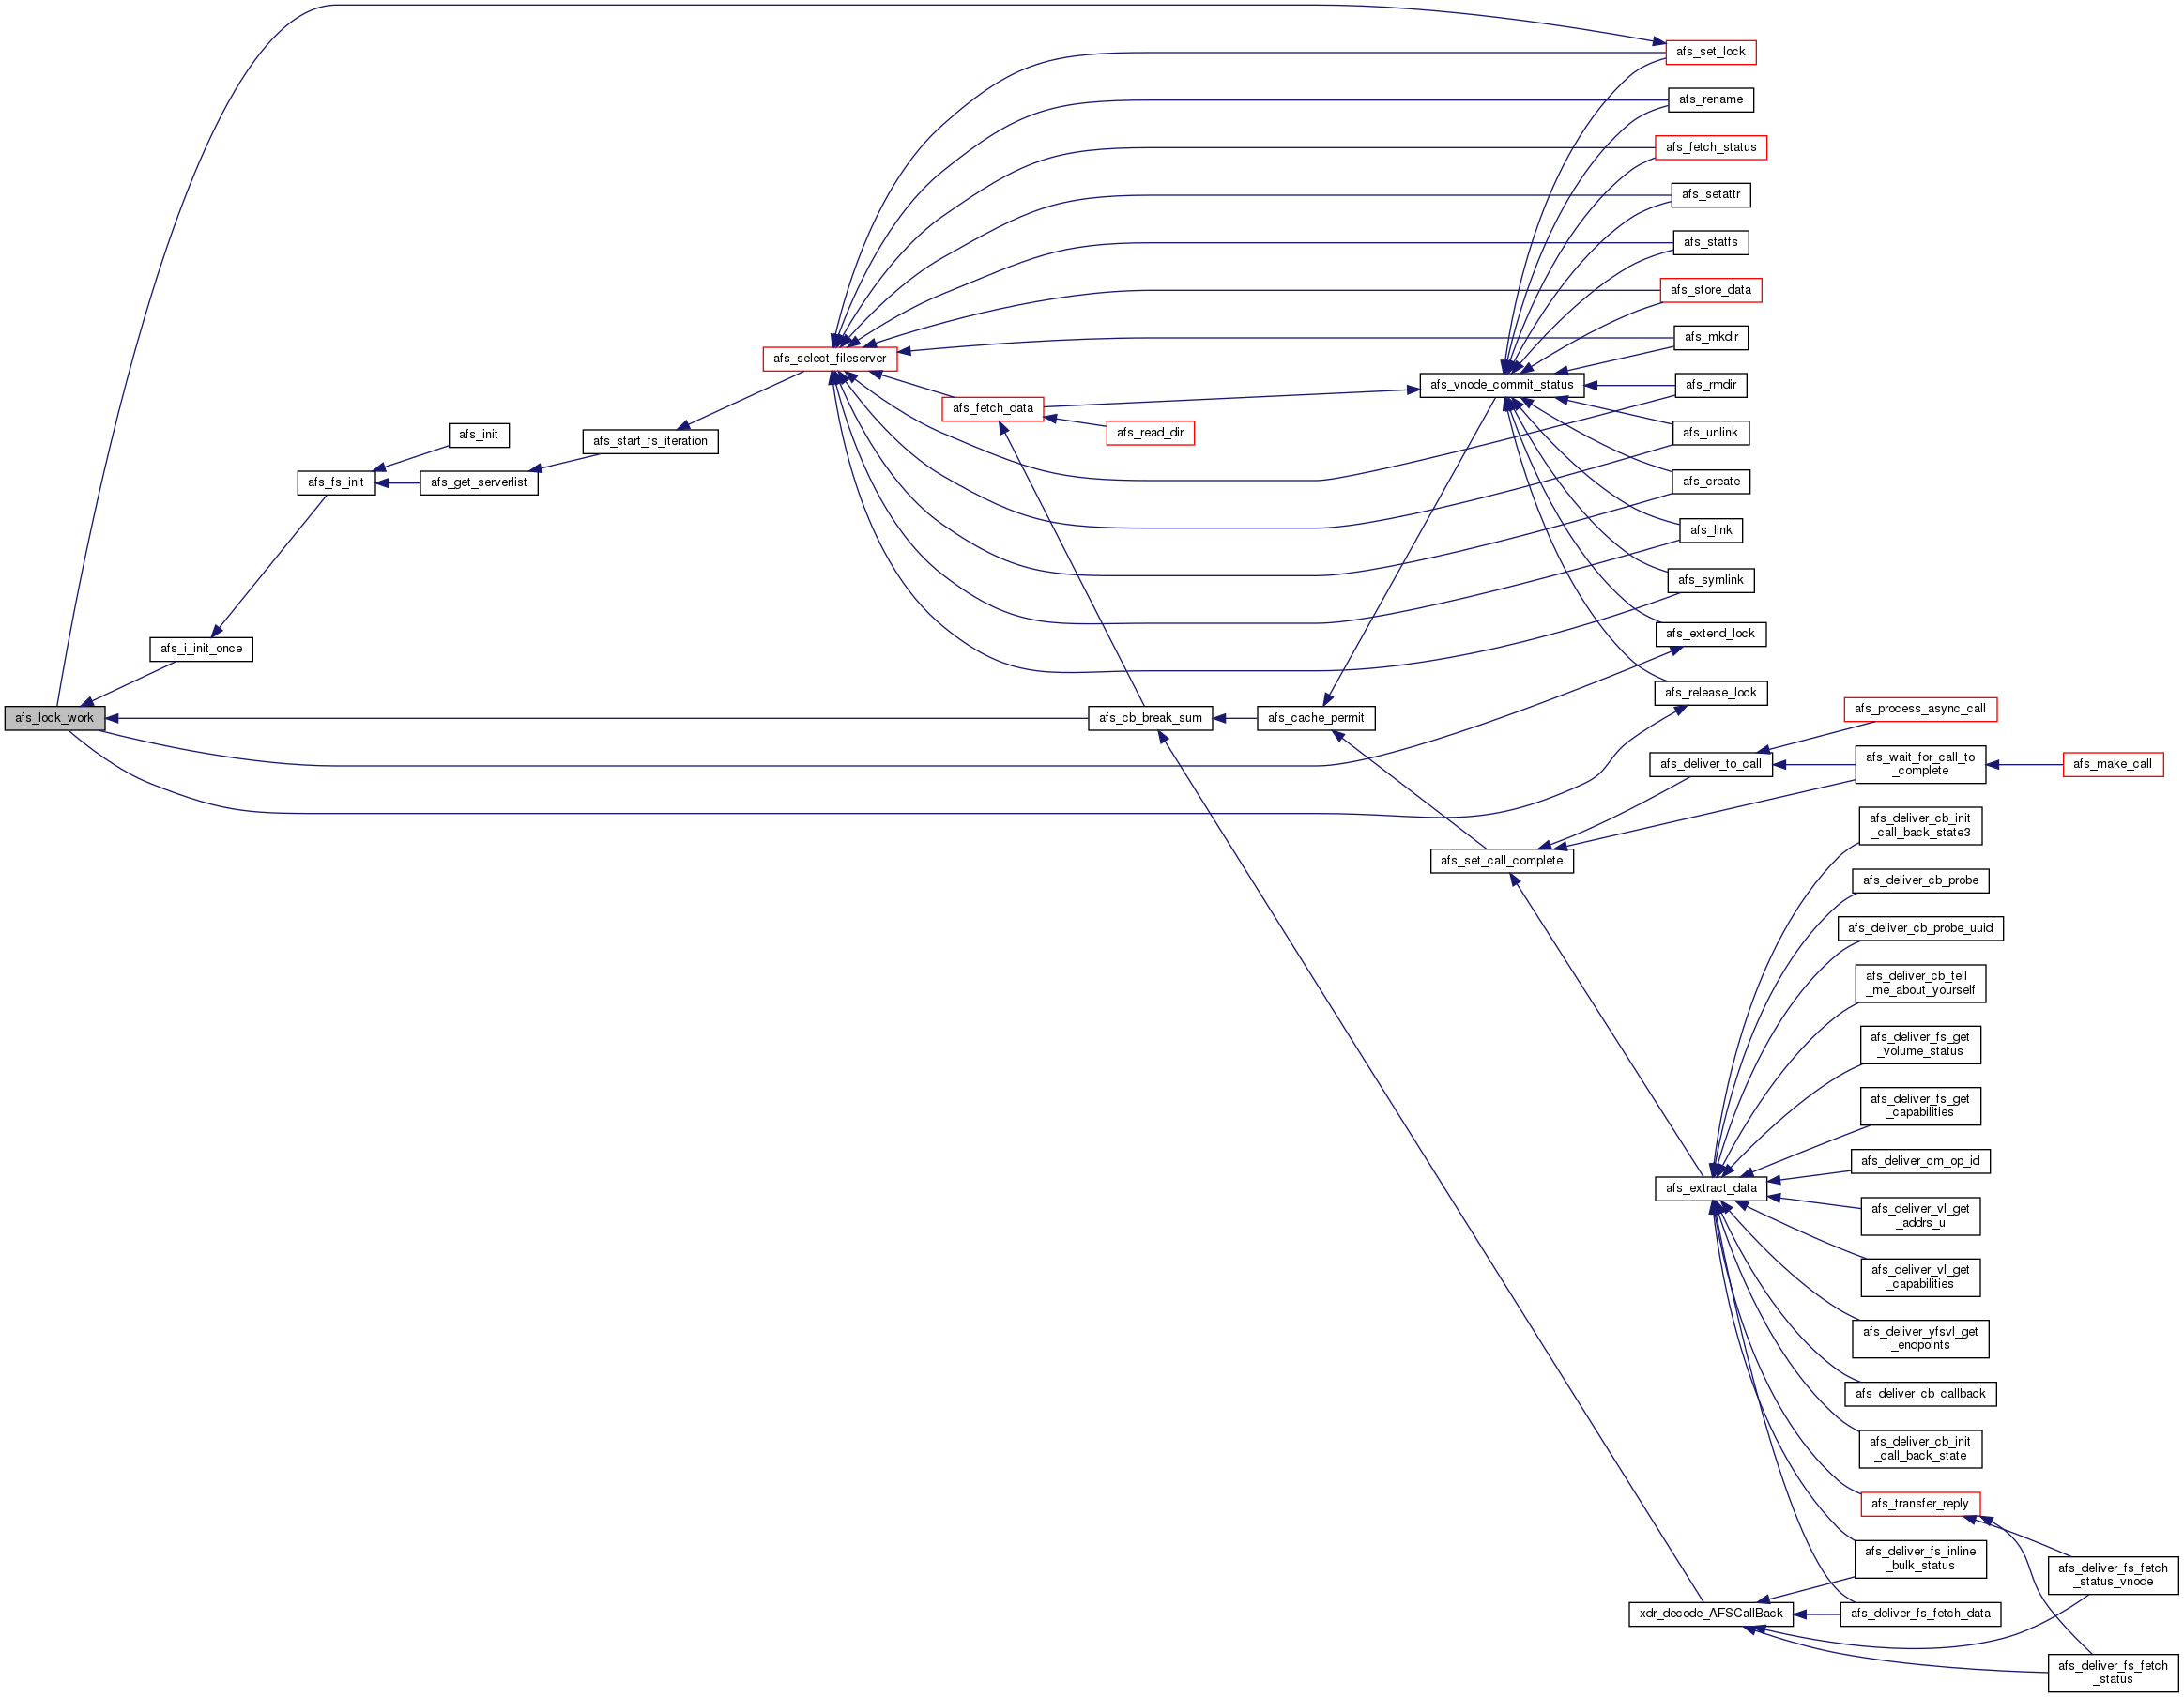 afs_set_lock
afs_rename
afs_fetch_status
afs_setattr
afs_statfs
afs_store_data
afs_mkdir
afs_select_fileserver
afs_vnode_commit_status
afs_rmdir
afs_fetch_data
afs_read_dir
afs_unlink
afs_init
afs_start_fs_iteration
afs_fs_init
afs_get_serverlist
afs_create
afs_link
afs_symlink
afs_extend_lock
afs_i_init_once
afs_release_lock
afs_lock_work
afs_cb_break_sum
afs_cache_permit
afs_process_async_call
afs_deliver_to_call
afs_wait_for_call_to
_complete
afs_make_call
afs_deliver_cb_init
_call_back_state3
afs_set_call_complete
afs_deliver_cb_probe
afs_deliver_cb_probe_uuid
afs_deliver_cb_tell
_me_about_yourself
afs_deliver_fs_get
_volume_status
afs_deliver_fs_get
_capabilities
afs_deliver_cm_op_id
afs_extract_data
afs_deliver_vl_get
_addrs_u
afs_deliver_vl_get
_capabilities
afs_deliver_yfsvl_get
_endpoints
afs_deliver_cb_callback
afs_deliver_cb_init
_call_back_state
afs_transfer_reply
afs_deliver_fs_inline
_bulk_status
afs_deliver_fs_fetch
_status_vnode
xdr_decode_AFSCallBack
afs_deliver_fs_fetch_data
afs_deliver_fs_fetch
_status